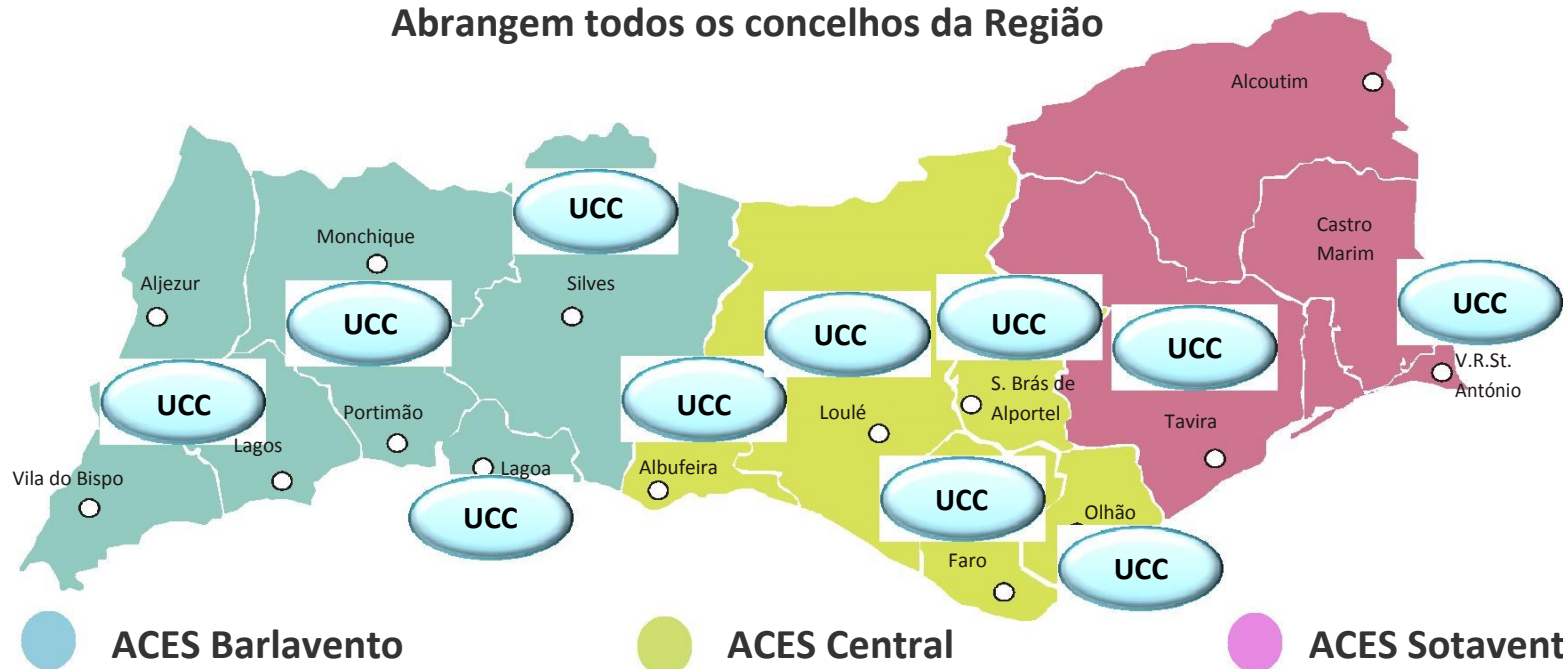 Abrangem todos os concelhos da Região
Alcoutim
UCC
Monchique
Castro
Marim
Aljezur
Silves
UCC
UCC
UCC
UCC
UCC
UCC
UCC
UCC
V.R.St.
António
S. Brás de
Alportel
Portimão
Loulé
Tavira
Lagos
Vila do Bispo
Lagoa
Albufeira
UCC
UCC
Olhão
Faro
UCC
ACES Barlavento
ACES Central
ACES Sotavent